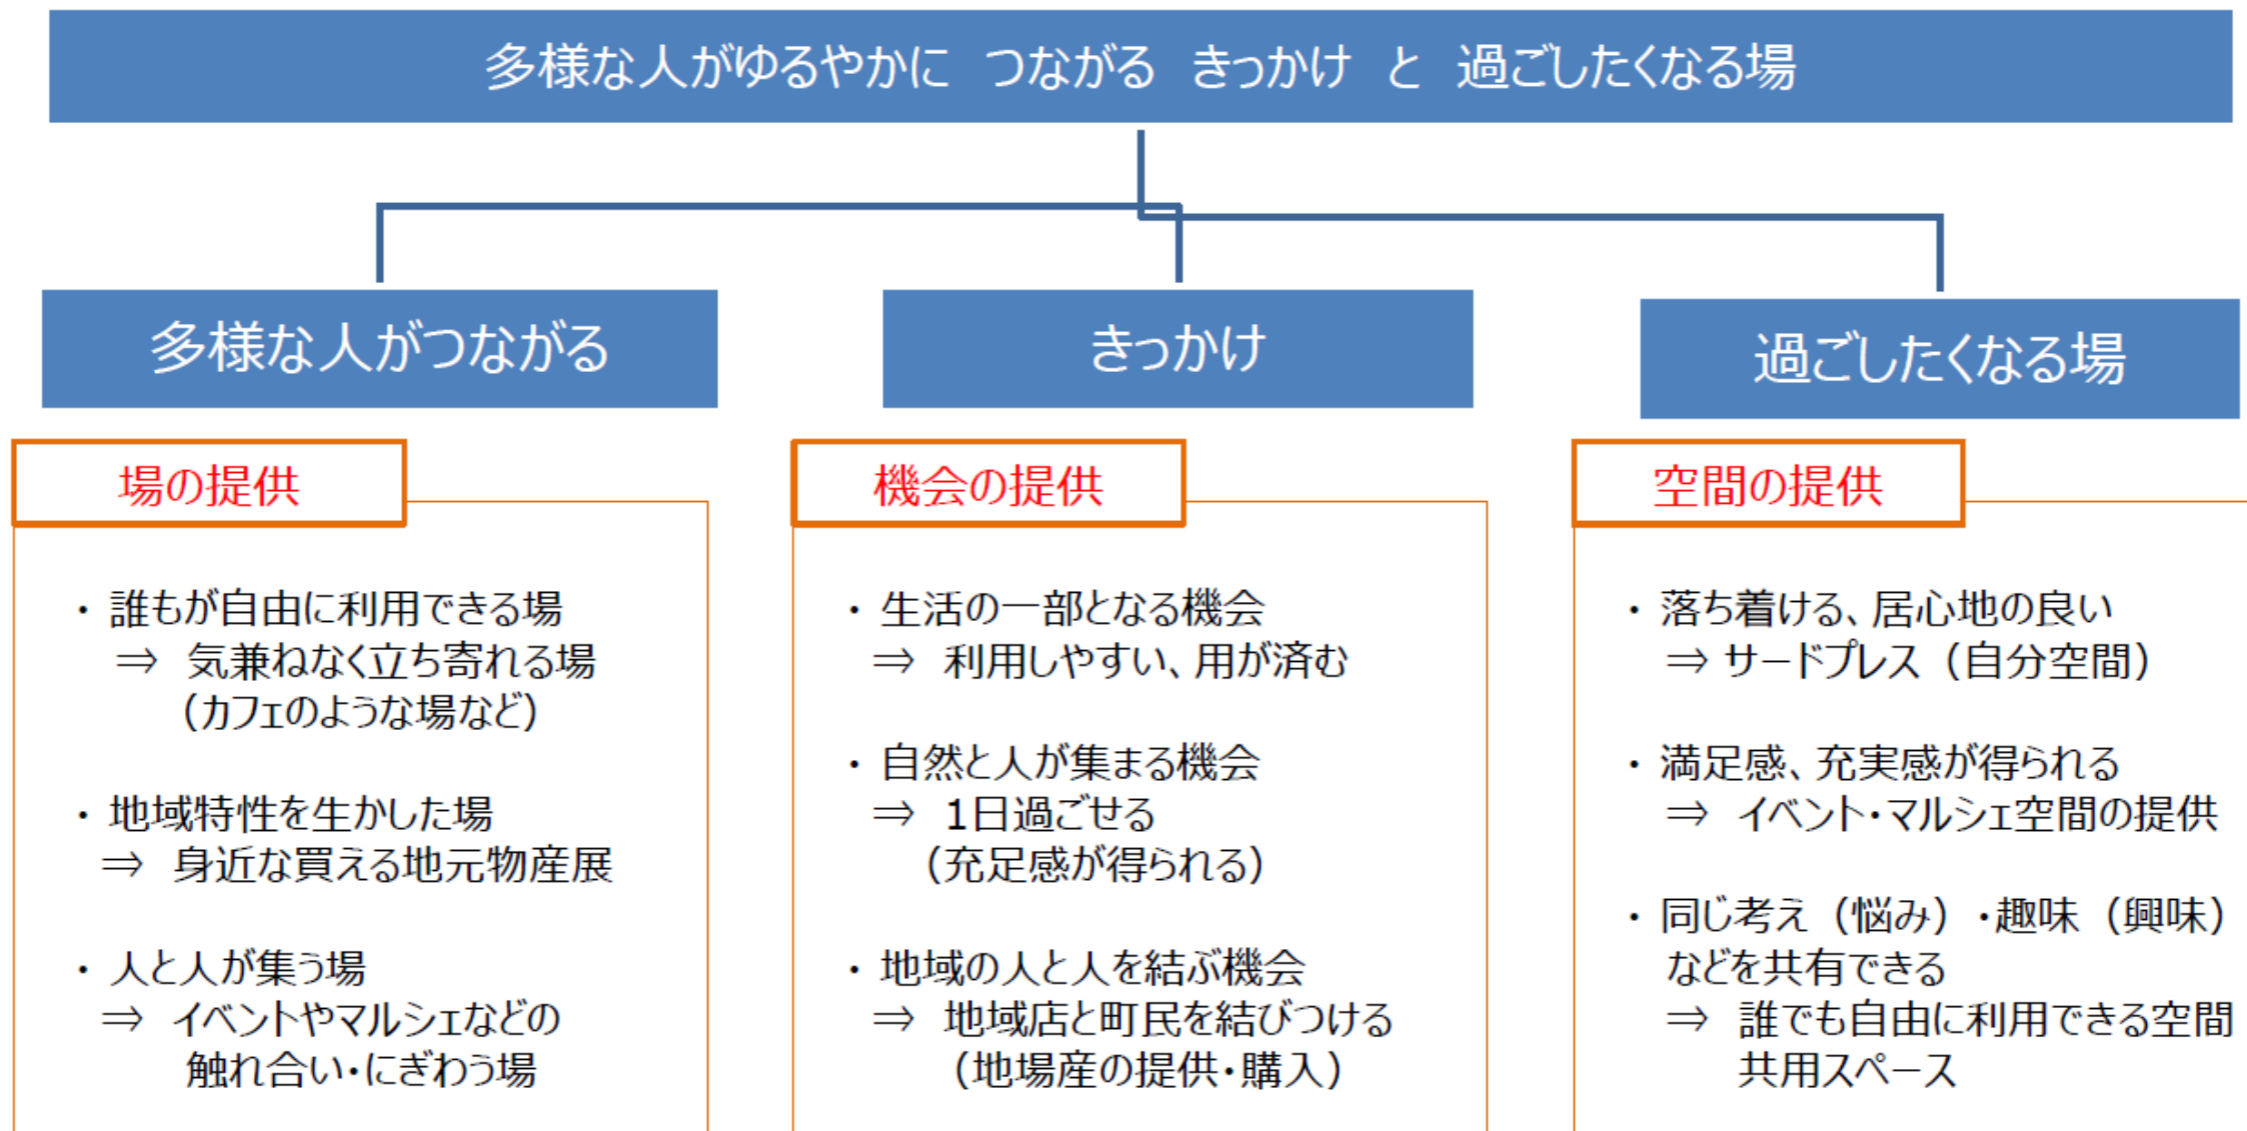 多様な人がゆるやかに つながる きっかけ と 過ごしたくなる場
多様な人がつながる
場の提供
・ 誰もが自由に利用できる場
⇒ 気兼ねなく立ち寄れる場
（カフェのような場など）
・ 地域特性を生かした場
⇒ 身近な買える地元物産展
・ 人と人が集う場
⇒ イベントやマルシェなどの
触れ合い・にぎわう場
きっかけ
機会の提供
・ 生活の一部となる機会
⇒ 利用しやすい、用が済む
・ 自然と人が集まる機会
⇒ 1日過ごせる
（充足感が得られる）
・ 地域の人と人を結ぶ機会
⇒ 地域店と町民を結びつける
（地場産の提供・購入）
過ごしたくなる場
空間の提供
・ 落ち着ける、居心地の良い
⇒ サードプレス（自分空間）
・ 満足感、充実感が得られる
⇒ イベント・マルシェ空間の提供
・ 同じ考え（悩み）・趣味（興味）
などを共有できる
⇒ 誰でも自由に利用できる空間
共用スペース